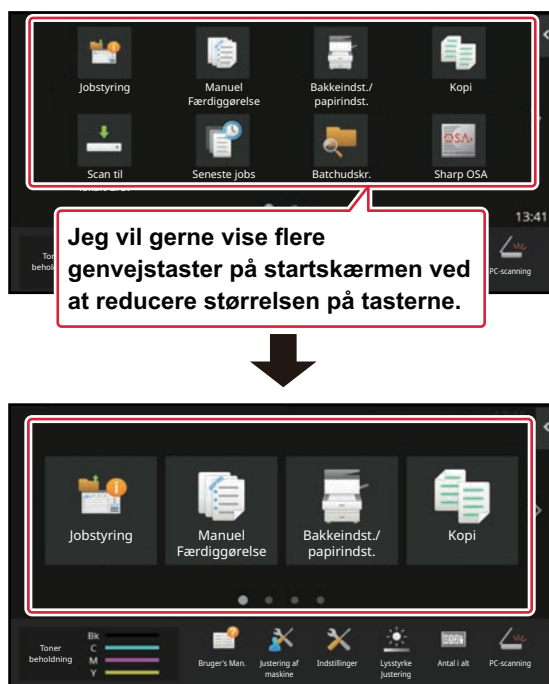 Jobstyring
Manuel
Færdiggørelse
Bakkeindst./
papirindst.
Kopi
Scan til
Seneste jobs
Batchudskr.
Sharp OSA
OSA
13:41
Jeg vil gerne vise flere
genvejstaster på startskærmen ved
at reducere størrelsen på tasterne.
PC-scanning
Jobstyring
Manuel
Færdiggørelse
Bakkeindst./
papirindst.
Kopi
Toner
beholdning
Bk
C
M
Y
Bruger's Man.
Justering af
maskine
Indstillinger
Lysstyrke
Justering
Antal i alt
PC-scanning